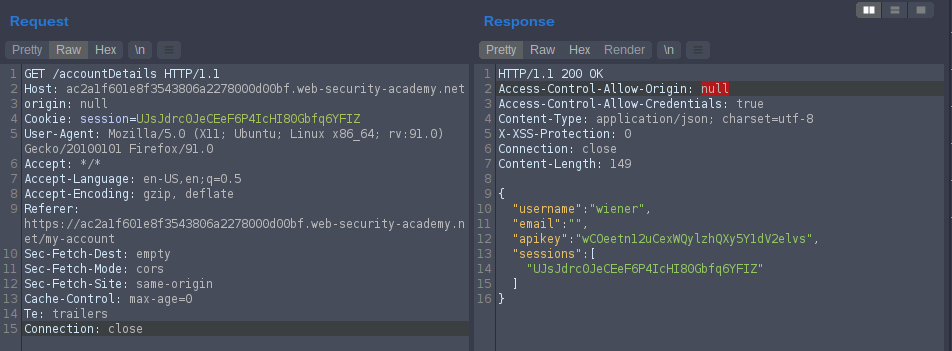 Request
Pretty Raw Hex \n
1 GET /accountDetails HTTP/1.1
2 Host: ac2a1f601e8f3543806a2278000d00bf.web-security-academy.net
3 origin: null
4 Cookie: session=UJsJdrcOJeCEeF6P4IcHI80Gbfq6YFIZ
5 User-Agent: Mozilla/5.0 (X11; Ubuntu; Linux x86_64; rv:91.0)
Gecko/20100101 Firefox/91.0
6 Accept: */*
7 Accept-Language: en-US,en;q=0.5
8 Accept-Encoding: gzip, deflate
9 Referer:
https://ac2a1f601e8f3543806a2278000d00bf.web-security-academy.n
et/my-account
10 Sec-Fetch-Dest: empty
11 Sec-Fetch-Mode: cors
12 Sec-Fetch-Site: same-origin
13 Cache-Control: max-age=0
14 Te: trailers
15 Connection: close
Response
Pretty Raw Hex Render \n
1 HTTP/1.1 200 OK
2 Access-Control-Allow-Origin: null
3 Access-Control-Allow-Credentials: true
4 Content-Type: application/json; charset=utf-8
5 X-XSS-Protection: 0
6 Connection: close
7 Content-Length: 149
8
9 {
10 "username":"wiener",
11 "email":"",
12 "apikey":"wCOeetn12uCexWQylzhQXy5Y1dV2elvs",
13 "sessions":[
14 "UJsJdrcOJeCEeF6P4IcHI80Gbfq6YFIZ"
15 ]
16 }